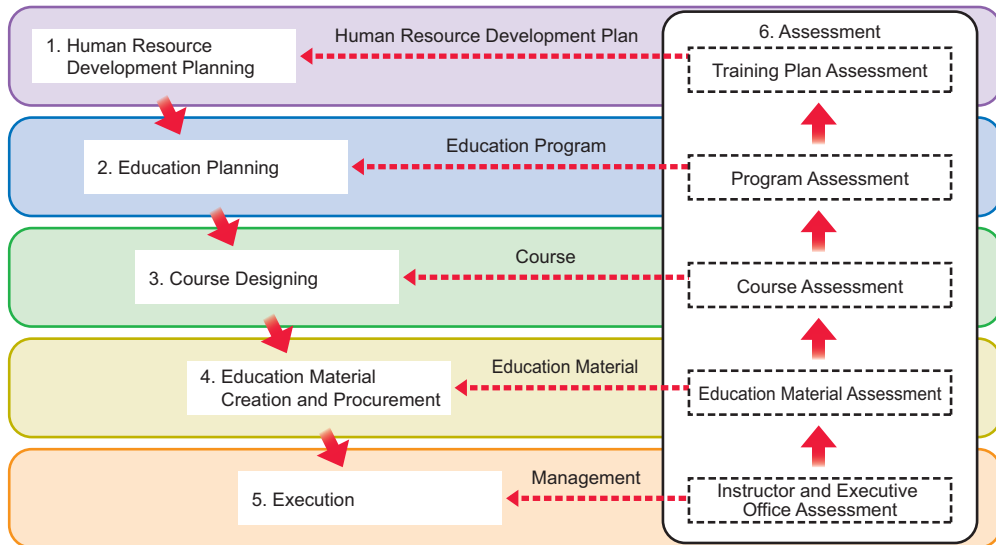 1. Human Resource
Development Planning
Human Resource Development Plan
6. Assessment
Training Plan Assessment
2. Education Planning
Education Program
Program Assessment
3. Course Designing
Course
Course Assessment
4. Education Material
Creation and Procurement
Education Material
Education Material Assessment
5. Execution
Management
Instructor and Executive
Office Assessment